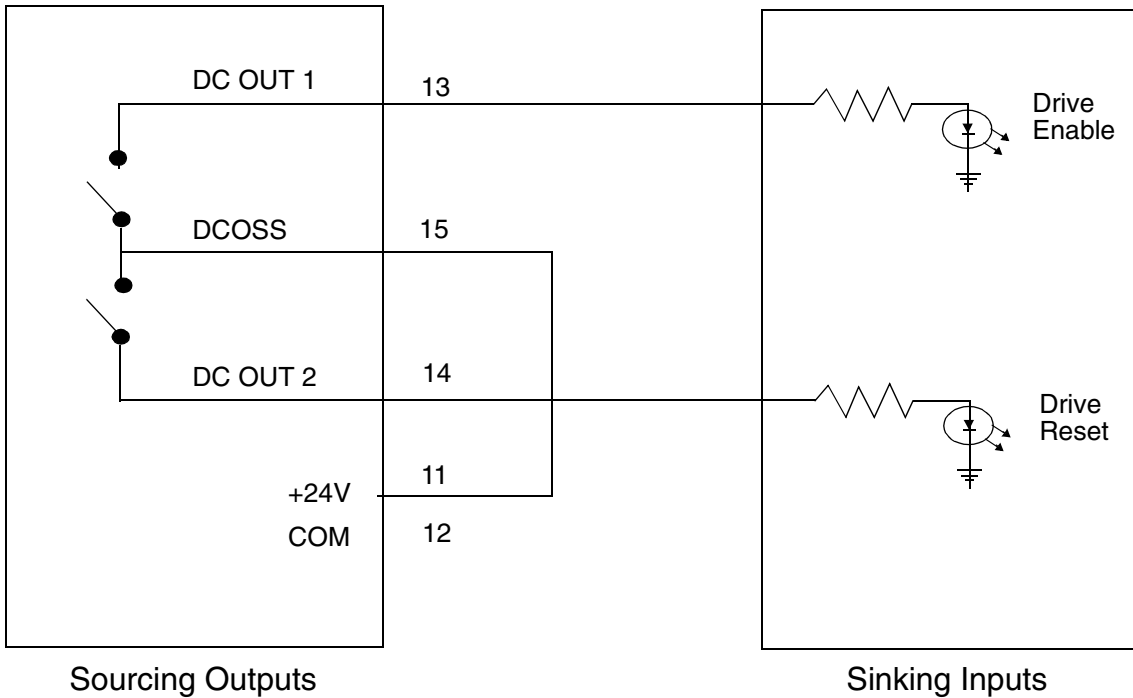 DC OUT 1
13
Drive
Enable
DCOSS
15
DC OUT 2
14
Drive
Reset
+24V
11
COM
12
Sourcing Outputs
Sinking Inputs